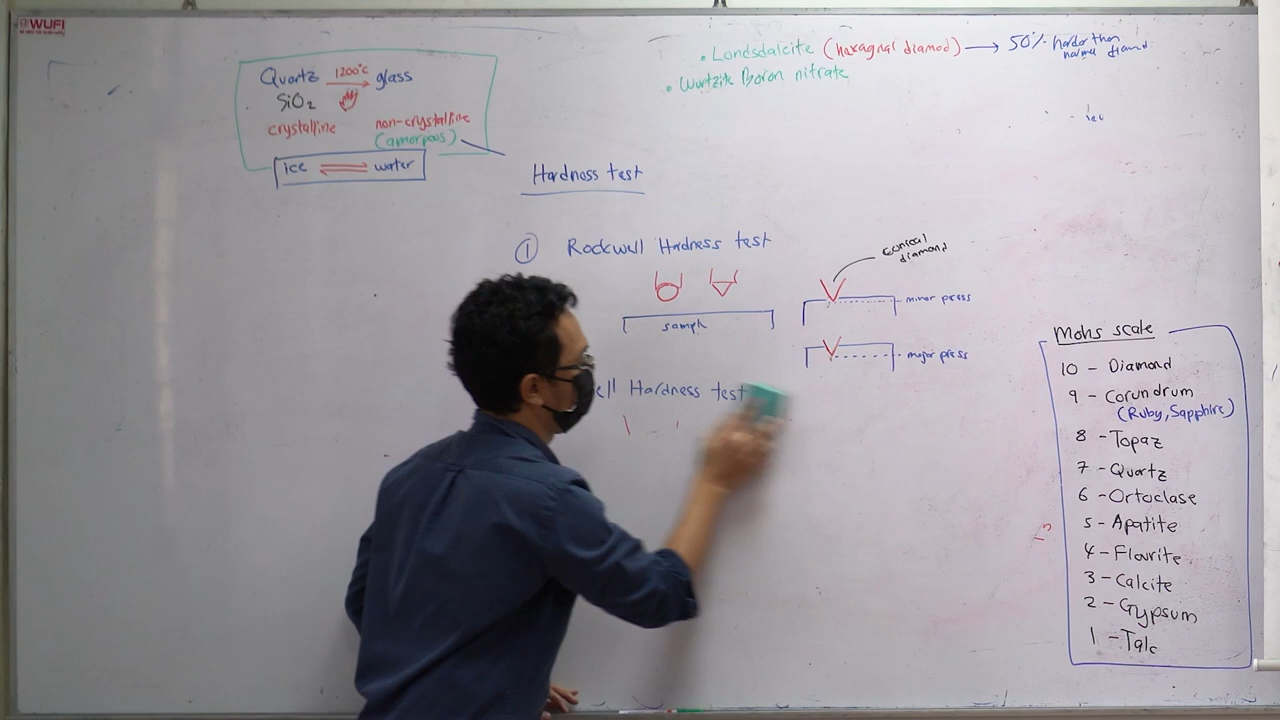 WUFI
Quartz 1200°C glass
SiO2
crystalline non-crystalline
(amorpous)
ice water
• Londsdalcite (haxagnal diamod) → 50% harder than
• Wurtzite Boron nitrate
Hardness test
① Rockwell Hardness test
conical
diamond
minor press
sampl
major press
ell Hardness test
Mohs scale
10 - Diamond
9 - Corundrum
(Ruby, Sapphire)
8 - Topaz
7 - Quartz
6 - Ortoclase
5 - Apatite
4 - Flourite
3 - Calcite
2 - Gypsum
1 - Talc